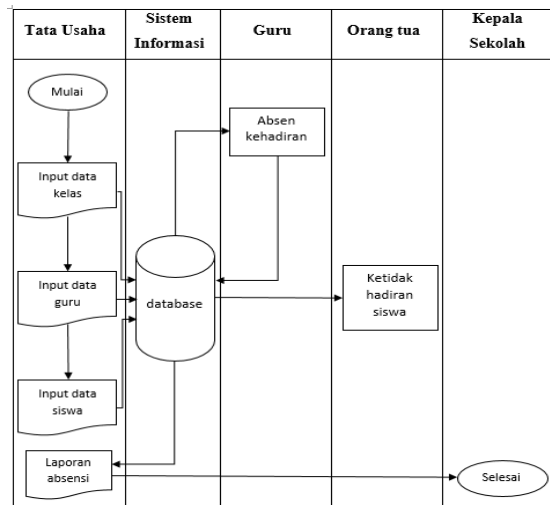 Tata Usaha
Sistem
Informasi
Guru
Orang tua
Kepala
Sekolah
Mulai
Absen
kehadiran
Input data
kelas
Input data
guru
database
Ketidak
hadiran
siswa
Input data
siswa
Laporan
absensi
Selesai